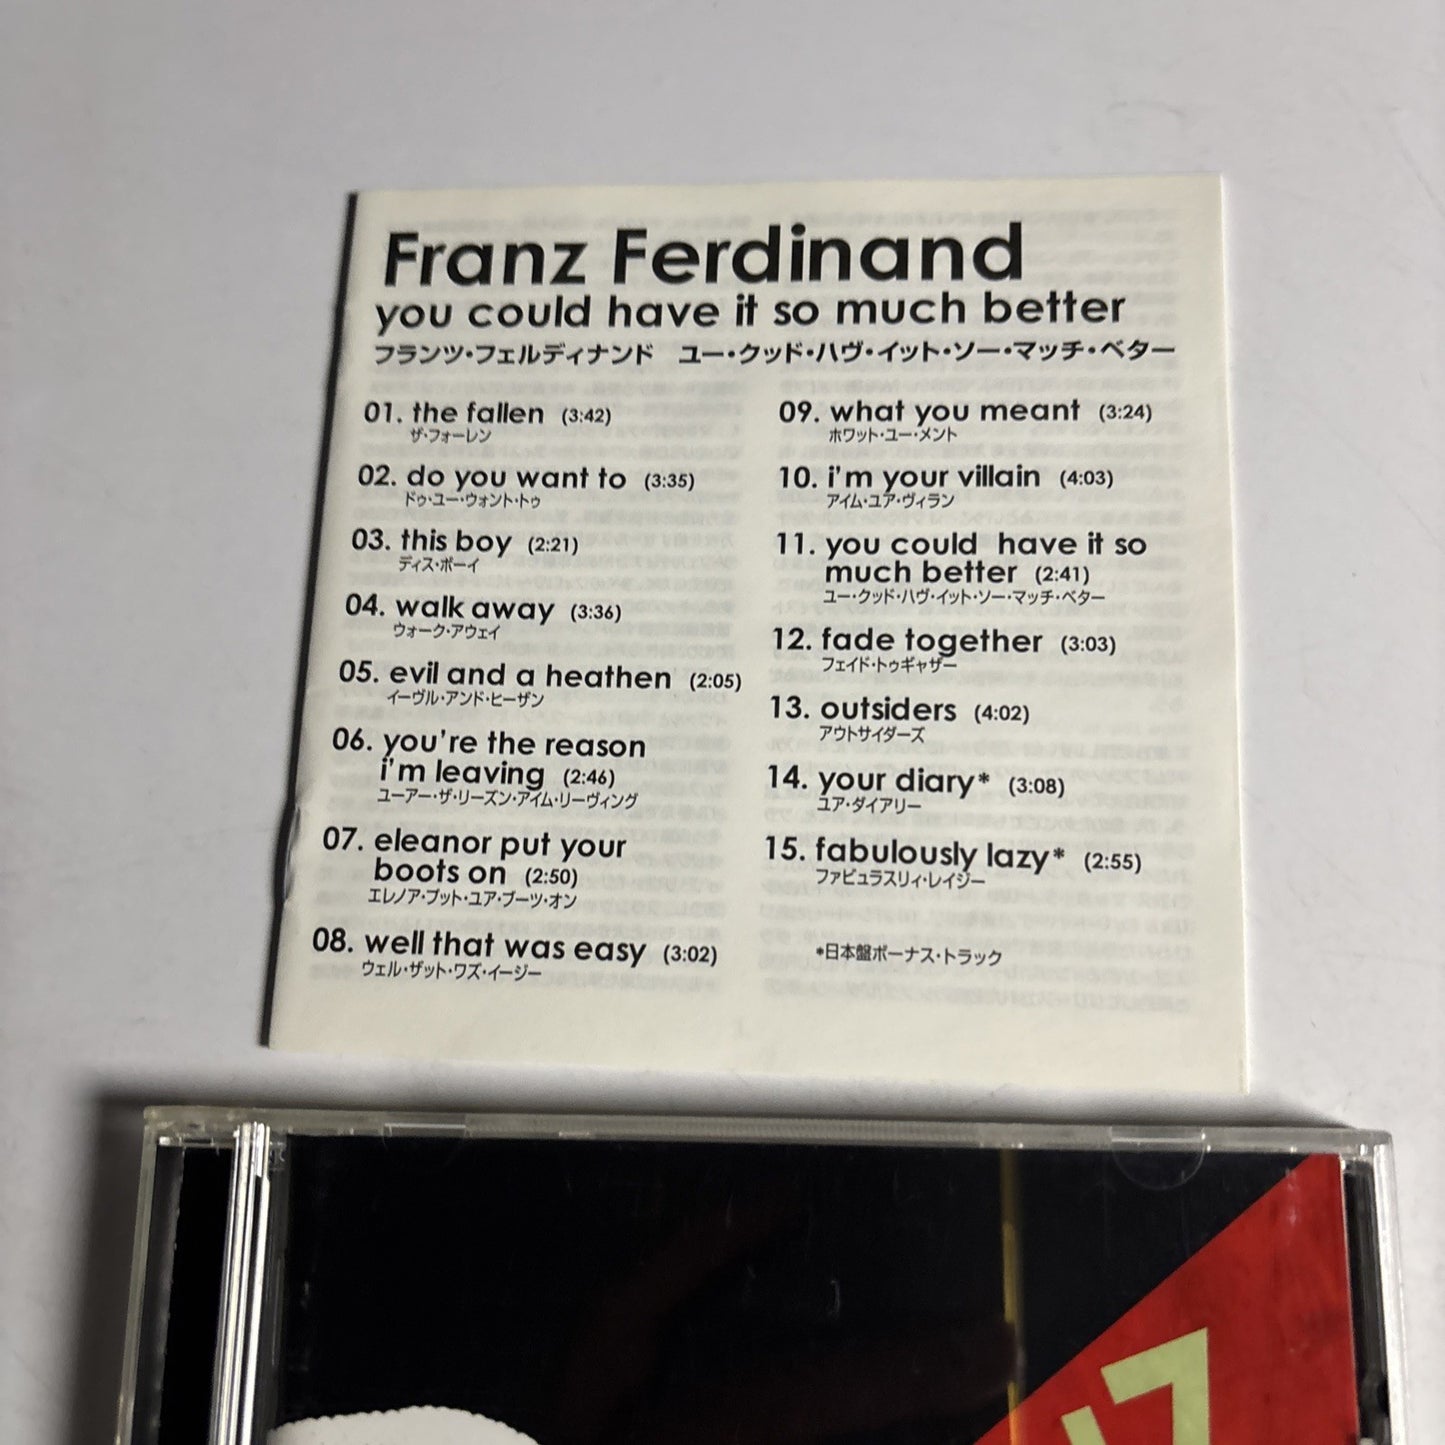 Franz Ferdinand
you could have it so much better
フランツ・フェルディナンド ユー・クッド・ハヴ・イット・ソー・マッチ・ベター
01. the fallen (3:42)
ザ・フォーレン
02. do you want to (3:35)
ドゥ・ユー・ウォント・トゥ
03. this boy (2:21)
ディス・ボーイ
04. walk away (3:36)
ウォーク・アウェイ
05. evil and a heathen (2:05)
イーヴル・アンド・ヒーザン
06. you're the reason
i'm leaving (2:46)
ユーアー・ザ・リーズン・アイム・リーヴィング
07. eleanor put your
boots on (2:50)
エレノア・プット・ユア・ブーツ・オン
08. well that was easy (3:02)
ウェル・ザット・ワズ・イージー
09. what you meant (3:24)
ホワット・ユー・メント
10. i'm your villain (4:03)
アイム・ユア・ヴィラン
11. you could have it so
much better (2:41)
ユー・クッド・ハヴ・イット・ソー・マッチ・ベター
12. fade together (3:03)
フェイド・トゥギャザー
13. outsiders (4:02)
アウトサイダーズ
14. your diary* (3:08)
ユア・ダイアリー
15. fabulously lazy* (2:55)
ファビュラスリィ・レイジー
*日本盤ボーナス・トラック